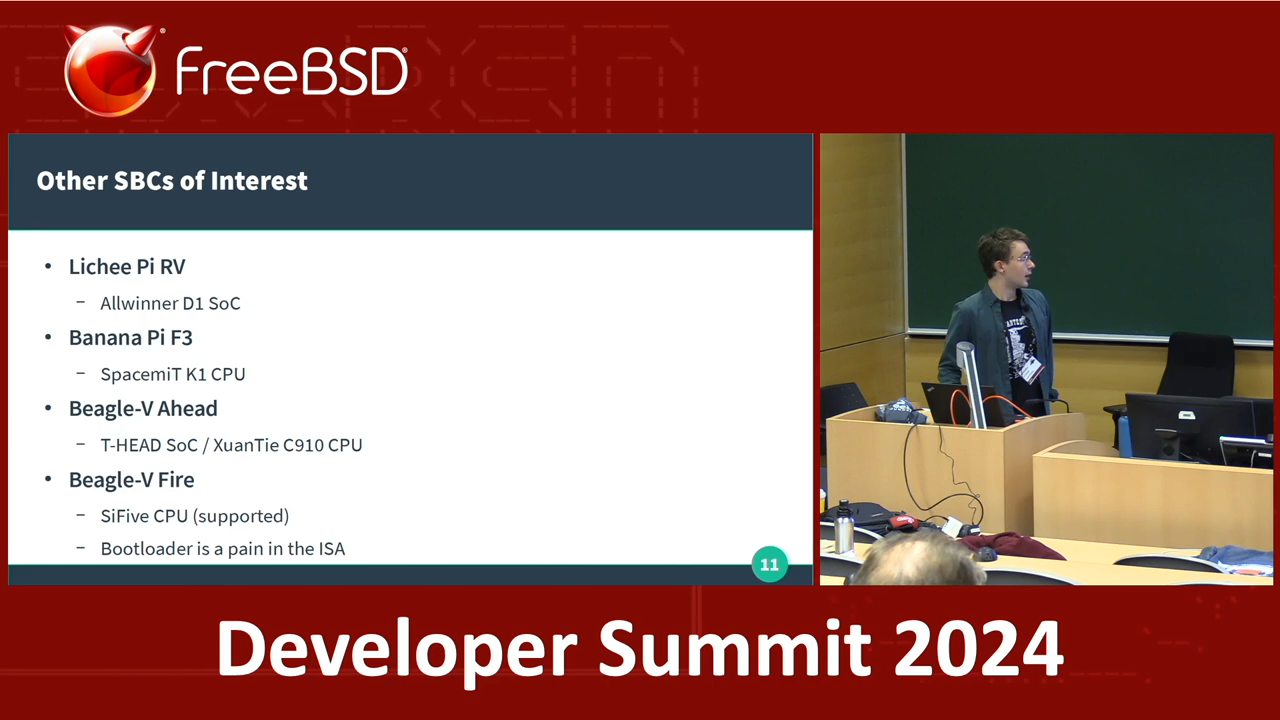 FreeBSD®
Other SBCs of Interest
• Lichee Pi RV
– Allwinner D1 SoC
• Banana Pi F3
– SpacemiT K1 CPU
• Beagle-V Ahead
– T-HEAD SoC / XuanTie C910 CPU
• Beagle-V Fire
– SiFive CPU (supported)
– Bootloader is a pain in the ISA
11
Developer Summit 2024